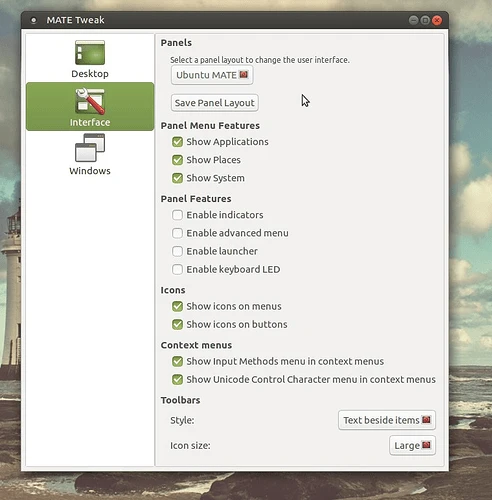 MATE Tweak
Desktop
Interface
Windows
Panels
Select a panel layout to change the user interface.
Ubuntu MATE
Save Panel Layout
Panel Menu Features
Show Applications
Show Places
Show System
Panel Features
Enable indicators
Enable advanced menu
Enable launcher
Enable keyboard LED
Icons
Show icons on menus
Show icons on buttons
Context menus
Show Input Methods menu in context menus
Show Unicode Control Character menu in context menus
Toolbars
Style: Text beside items
Icon size: Large